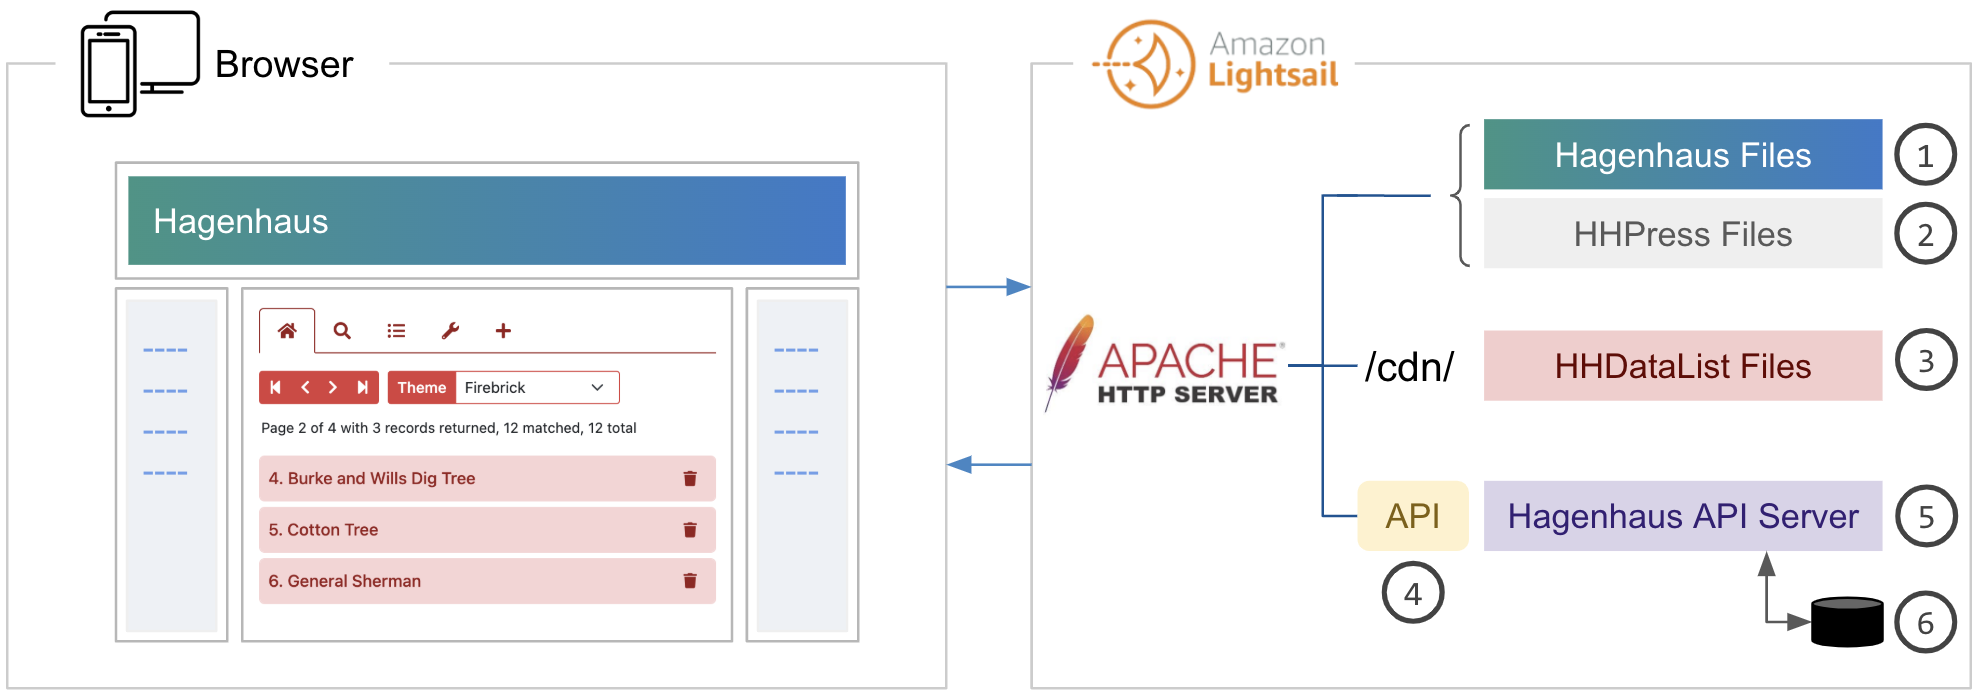 Browser
Hagenhaus
Theme Firebrick
Page 2 of 4 with 3 records returned, 12 matched, 12 total
4. Burke and Wills Dig Tree
5. Cotton Tree
6. General Sherman
Amazon
Lightsail
Hagenhaus Files 1
HHPress Files 2
APACHE®
HTTP SERVER
/cdn/ HHDataList Files 3
API Hagenhaus API Server 5
4
6